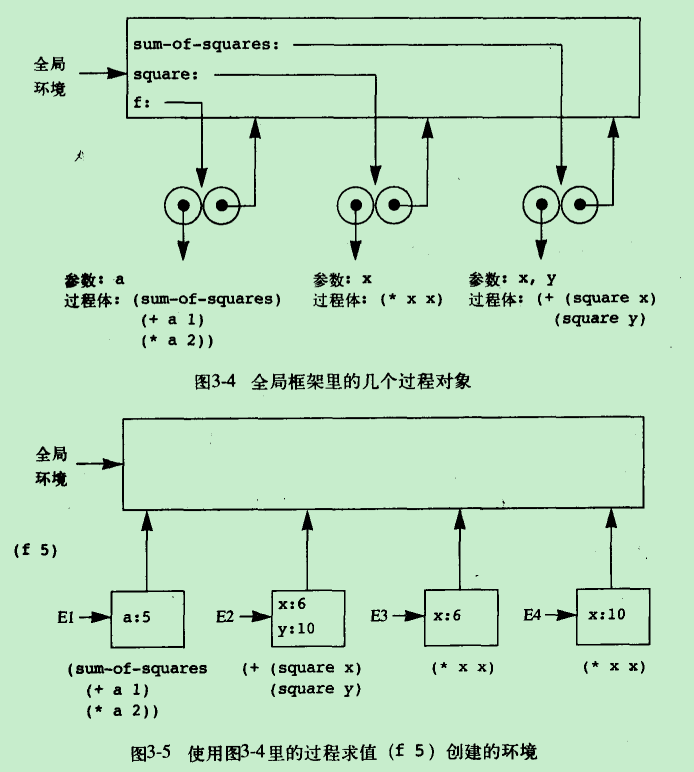 sum-of-squares:
全局
环境
square:
f:
参数: a
过程体: (sum-of-squares)
(+ a 1)
(* a 2))
参数: x
过程体: (* x x)
参数: x, y
过程体: (+ (square x)
(square y)
图3-4 全局框架里的几个过程对象
全局
环境
(f 5)
E1
a:5
E2
x:6
y:10
E3
x:6
E4
x:10
(sum-of-squares
(+ a 1)
(* a 2))
(+ (square x)
(square y)
(* x x)
(* x x)
图3-5 使用图3-4里的过程求值 (f 5) 创建的环境